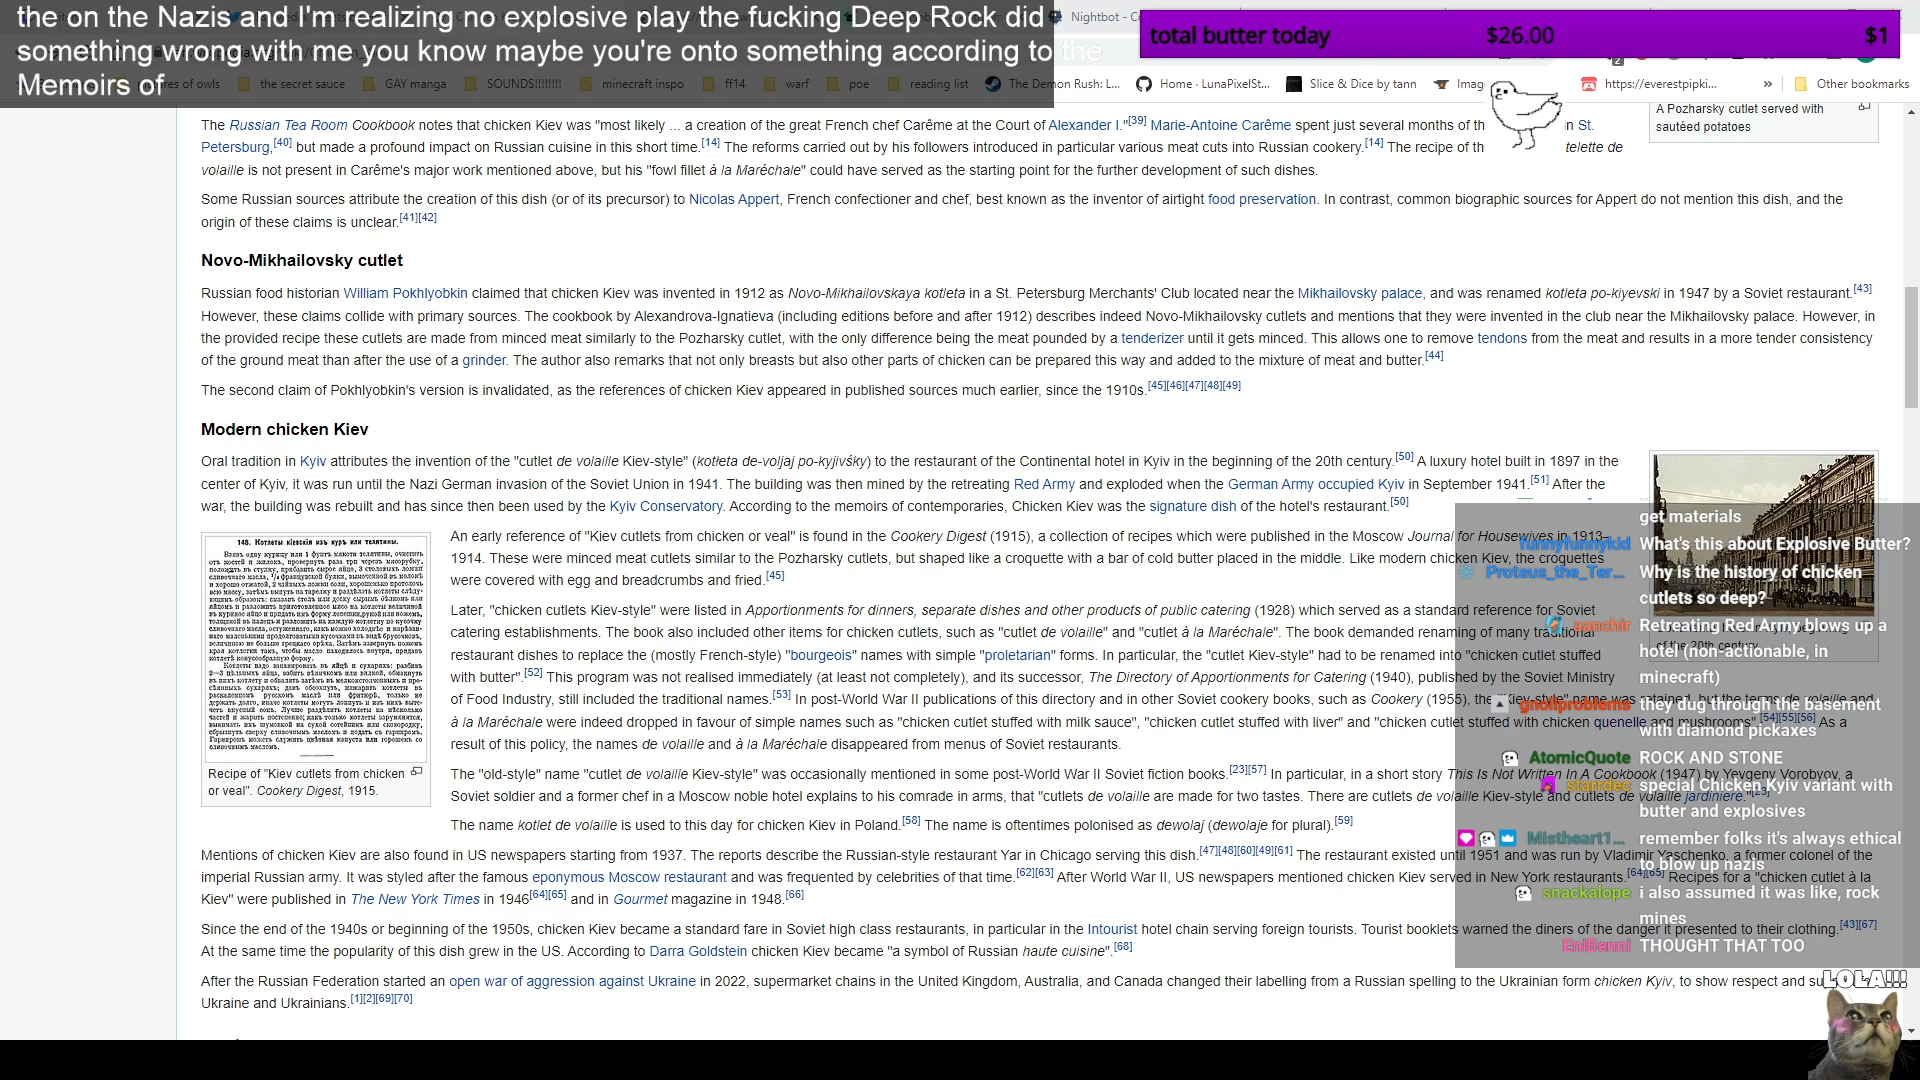 the on the Nazis and I'm realizing no explosive play the fucking Deep Rock did
something wrong with me you know maybe you're onto something according to the
Memoirs of
Nightbot - C
total butter today $26.00 $1
of owls the secret sauce GAY manga SOUNDS!!!!!!!! minecraft inspo ff14 warf poe reading list The Demon Rush: L... Home · LunaPixelSt... Slice & Dice by tann Imag https://everestpipki... » Other bookmarks
A Pozharsky cutlet served with
sautéed potatoes
The Russian Tea Room Cookbook notes that chicken Kiev was "most likely ... a creation of the great French chef Carême at the Court of Alexander I."[39] Marie-Antoine Carême spent just several months of th n St.
Petersburg,[40] but made a profound impact on Russian cuisine in this short time.[14] The reforms carried out by his followers introduced in particular various meat cuts into Russian cookery.[14] The recipe of th telette de
volaille is not present in Carême's major work mentioned above, but his "fowl fillet à la Maréchale" could have served as the starting point for the further development of such dishes.
Some Russian sources attribute the creation of this dish (or of its precursor) to Nicolas Appert, French confectioner and chef, best known as the inventor of airtight food preservation. In contrast, common biographic sources for Appert do not mention this dish, and the
origin of these claims is unclear.[41][42]
Novo-Mikhailovsky cutlet
Russian food historian William Pokhlyobkin claimed that chicken Kiev was invented in 1912 as Novo-Mikhailovskaya kotleta in a St. Petersburg Merchants' Club located near the Mikhailovsky palace, and was renamed kotleta po-kiyevski in 1947 by a Soviet restaurant.[43]
However, these claims collide with primary sources. The cookbook by Alexandrova-Ignatieva (including editions before and after 1912) describes indeed Novo-Mikhailovsky cutlets and mentions that they were invented in the club near the Mikhailovsky palace. However, in
the provided recipe these cutlets are made from minced meat similarly to the Pozharsky cutlet, with the only difference being the meat pounded by a tenderizer until it gets minced. This allows one to remove tendons from the meat and results in a more tender consistency
of the ground meat than after the use of a grinder. The author also remarks that not only breasts but also other parts of chicken can be prepared this way and added to the mixture of meat and butter.[44]
The second claim of Pokhlyobkin's version is invalidated, as the references of chicken Kiev appeared in published sources much earlier, since the 1910s.[45][46][47][48][49]
Modern chicken Kiev
Oral tradition in Kyiv attributes the invention of the "cutlet de volaille Kiev-style" (kotleta de-voljaj po-kyjivśky) to the restaurant of the Continental hotel in Kyiv in the beginning of the 20th century.[50] A luxury hotel built in 1897 in the
center of Kyiv, it was run until the Nazi German invasion of the Soviet Union in 1941. The building was then mined by the retreating Red Army and exploded when the German Army occupied Kyiv in September 1941.[51] After the
war, the building was rebuilt and has since then been used by the Kyiv Conservatory. According to the memoirs of contemporaries, Chicken Kiev was the signature dish of the hotel's restaurant.[50]
148. Котлеты кіевскія изъ куръ или телятины.
Recipe of "Kiev cutlets from chicken
or veal". Cookery Digest, 1915.
An early reference of "Kiev cutlets from chicken or veal" is found in the Cookery Digest (1915), a collection of recipes which were published in the Moscow Journal for Housewives in 1913–
1914. These were minced meat cutlets similar to the Pozharsky cutlets, but shaped like a croquette with a bar of cold butter placed in the middle. Like modern chicken Kiev, the croquettes
were covered with egg and breadcrumbs and fried.[45]
Later, "chicken cutlets Kiev-style" were listed in Apportionments for dinners, separate dishes and other products of public catering (1928) which served as a standard reference for Soviet
catering establishments. The book also included other items for chicken cutlets, such as "cutlet de volaille" and "cutlet à la Maréchale". The book demanded renaming of many traditional
restaurant dishes to replace the (mostly French-style) "bourgeois" names with simple "proletarian" forms. In particular, the "cutlet Kiev-style" had to be renamed into "chicken cutlet stuffed
with butter".[52] This program was not realised immediately (at least not completely), and its successor, The Directory of Apportionments for Catering (1940), published by the Soviet Ministry
of Food Industry, still included the traditional names.[53] In post-World War II publications of this directory and in other Soviet cookery books, such as Cookery (1955), the "Kiev-style" name was retained, but the terms de volaille and
à la Maréchale were indeed dropped in favour of simple names such as "chicken cutlet stuffed with milk sauce", "chicken cutlet stuffed with liver" and "chicken cutlet stuffed with chicken quenelle and mushrooms".[54][55][56] As a
result of this policy, the names de volaille and à la Maréchale disappeared from menus of Soviet restaurants.
The "old-style" name "cutlet de volaille Kiev-style" was occasionally mentioned in some post-World War II Soviet fiction books.[23][57] In particular, in a short story This Is Not Written In A Cookbook (1947) by Yevgeny Vorobyov, a
Soviet soldier and a former chef in a Moscow noble hotel explains to his comrade in arms, that "cutlets de volaille are made for two tastes. There are cutlets de volaille Kiev-style and cutlets de volaille jardiniere."[23]
The name kotlet de volaille is used to this day for chicken Kiev in Poland.[58] The name is oftentimes polonised as dewolaj (dewolaje for plural).[59]
Mentions of chicken Kiev are also found in US newspapers starting from 1937. The reports describe the Russian-style restaurant Yar in Chicago serving this dish.[47][48][60][49][61] The restaurant existed until 1951 and was run by Vladimir Yaschenko, a former colonel of the
imperial Russian army. It was styled after the famous eponymous Moscow restaurant and was frequented by celebrities of that time.[62][63] After World War II, US newspapers mentioned chicken Kiev served in New York restaurants.[64][65] Recipes for a "chicken cutlet à la
Kiev" were published in The New York Times in 1946[64][65] and in Gourmet magazine in 1948.[66]
Since the end of the 1940s or beginning of the 1950s, chicken Kiev became a standard fare in Soviet high class restaurants, in particular in the Intourist hotel chain serving foreign tourists. Tourist booklets warned the diners of the danger it presented to their clothing.[43][67]
At the same time the popularity of this dish grew in the US. According to Darra Goldstein chicken Kiev became "a symbol of Russian haute cuisine".[68]
After the Russian Federation started an open war of aggression against Ukraine in 2022, supermarket chains in the United Kingdom, Australia, and Canada changed their labelling from a Russian spelling to the Ukrainian form chicken Kyiv, to show respect and su
Ukraine and Ukrainians.[1][2][69][70]
of the 20th century
get materials
funnyfunnykid What's this about Explosive Butter?
Proteus_the_Ter... Why is the history of chicken
cutlets so deep?
sanchir Retreating Red Army blows up a
hotel (non-actionable, in
minecraft)
gnollproblems they dug through the basement
with diamond pickaxes
AtomicQuote ROCK AND STONE
starrdec special Chicken Kyiv variant with
butter and explosives
Mistheart1... remember folks it's always ethical
to blow up nazis
snackalope i also assumed it was like, rock
mines
EniBenni THOUGHT THAT TOO
LOLA!!!